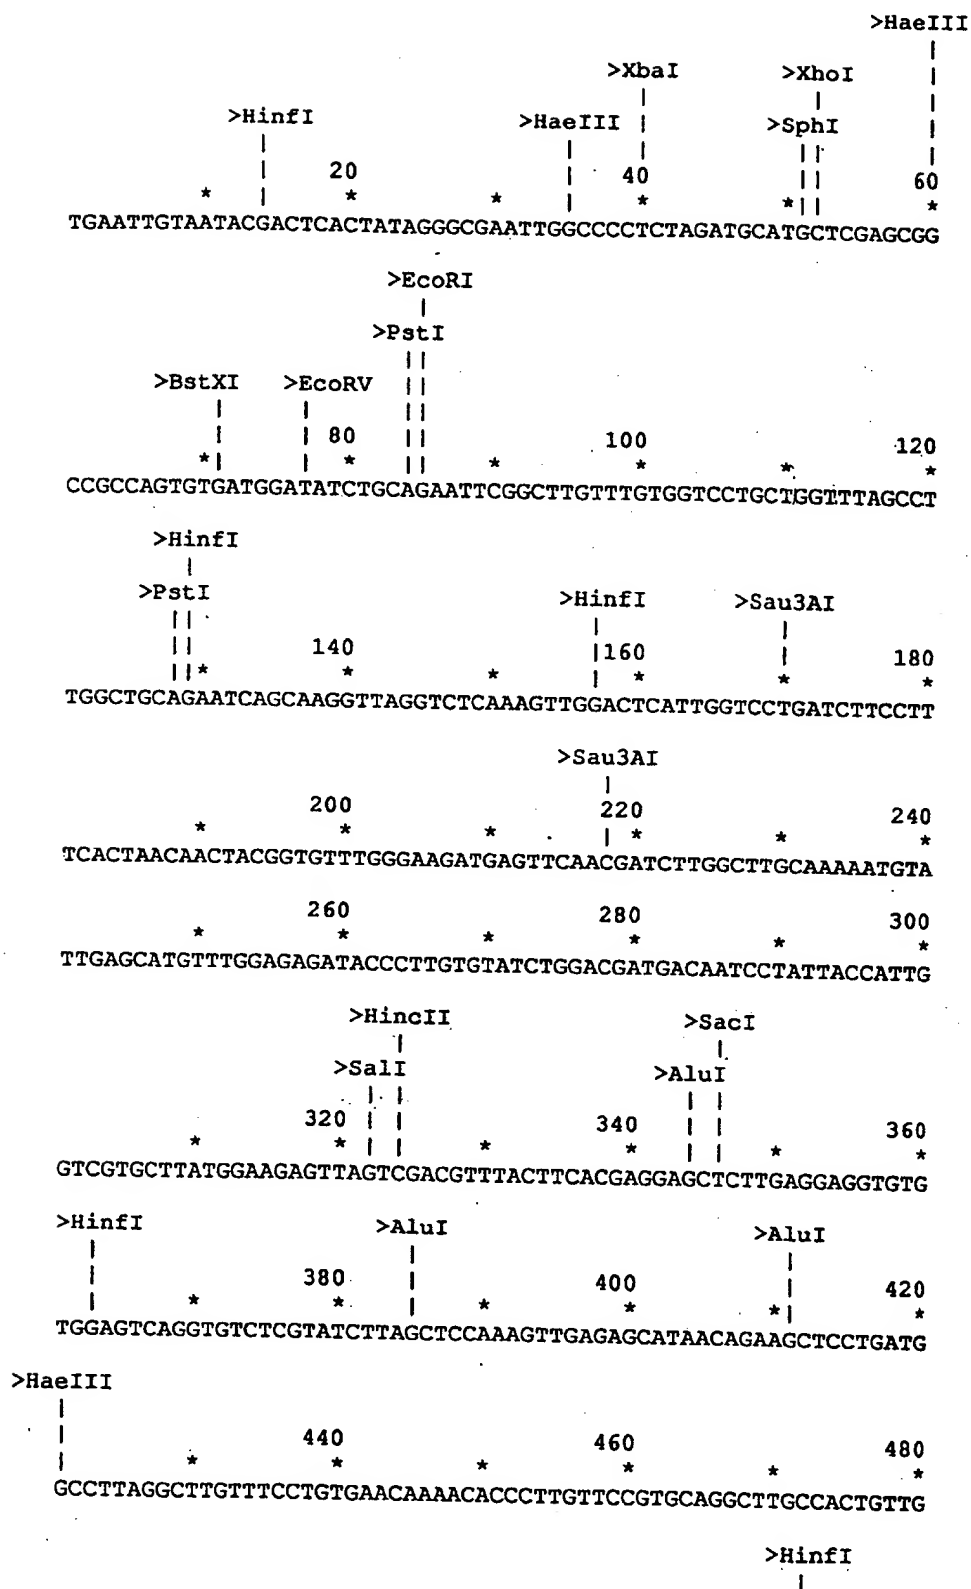 >HaeIII
>XbaI >XhoI
>HinfI >HaeIII >SphI
20 40 60
* * * * * *
TGAATTGTAATACGACTCACTATAGGGCGAATTGGCCCCTCTAGATGCATGCTCGAGCGG
>EcoRI
>PstI
>BstXI >EcoRV
80 100 120
* * * * * *
CCGCCAGTGTGATGGATATCTGCAGAATTCGGCTTGTTTGTGGTCCTGCTGGTTTAGCCT
>HinfI
>PstI >HinfI >Sau3AI
140 160 180
* * * * * *
TGGCTGCAGAATCAGCAAGGTTAGGTCTCAAAGTTGGACTCATTGGTCCTGATCTTCCTT
>Sau3AI
200 220 240
* * * * * *
TCACTAACAACTACGGTGTTTGGGAAGATGAGTTCAACGATCTTGGCTTGCAAAAATGTA
260 280 300
* * * * * *
TTGAGCATGTTTGGAGAGATACCCTTGTGTATCTGGACGATGACAATCCTATTACCATTG
>HincII >SacI
>SalI >AluI
320 340 360
* * * * * *
GTCGTGCTTATGGAAGAGTTAGTCGACGTTTACTTCACGAGGAGCTCTTGAGGAGGTGTG
>HinfI >AluI >AluI
380 400 420
* * * * * *
TGGAGTCAGGTGTCTCGTATCTTAGCTCCAAAGTTGAGAGCATAACAGAAGCTCCTGATG
>HaeIII
440 460 480
* * * * * *
GCCTTAGGCTTGTTTCCTGTGAACAAAACACCCTTGTTCCGTGCAGGCTTGCCACTGTTG
>HinfI